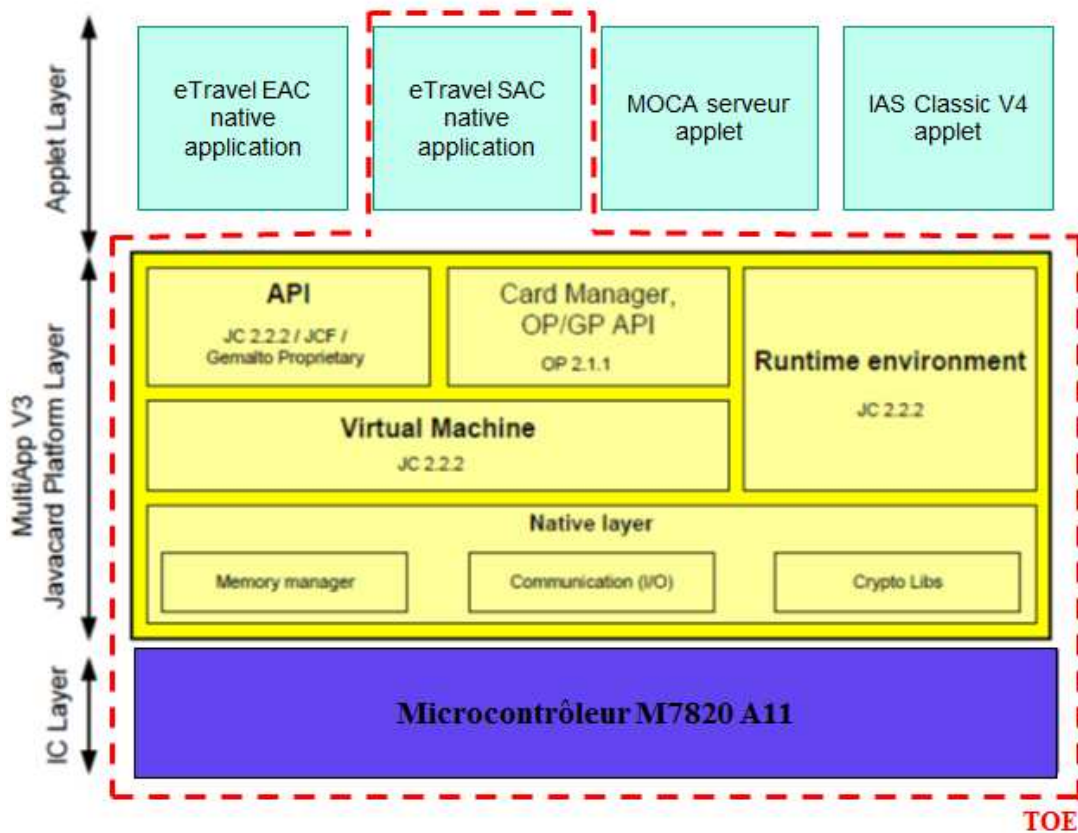 Applet Layer
eTravel EAC
native
application
eTravel SAC
native
application
MOCA serveur
applet
IAS Classic V4
applet
MultiApp V3
Javacard Platform Layer
API
JC 2.2.2 / JCF /
Gemalto Proprietary
Card Manager,
OP/GP API
OP 2.1.1
Runtime environment
JC 2.2.2
Virtual Machine
JC 2.2.2
Native layer
Memory manager
Communication (I/O)
Crypto Libs
IC Layer
Microcontrôleur M7820 A11
TOE